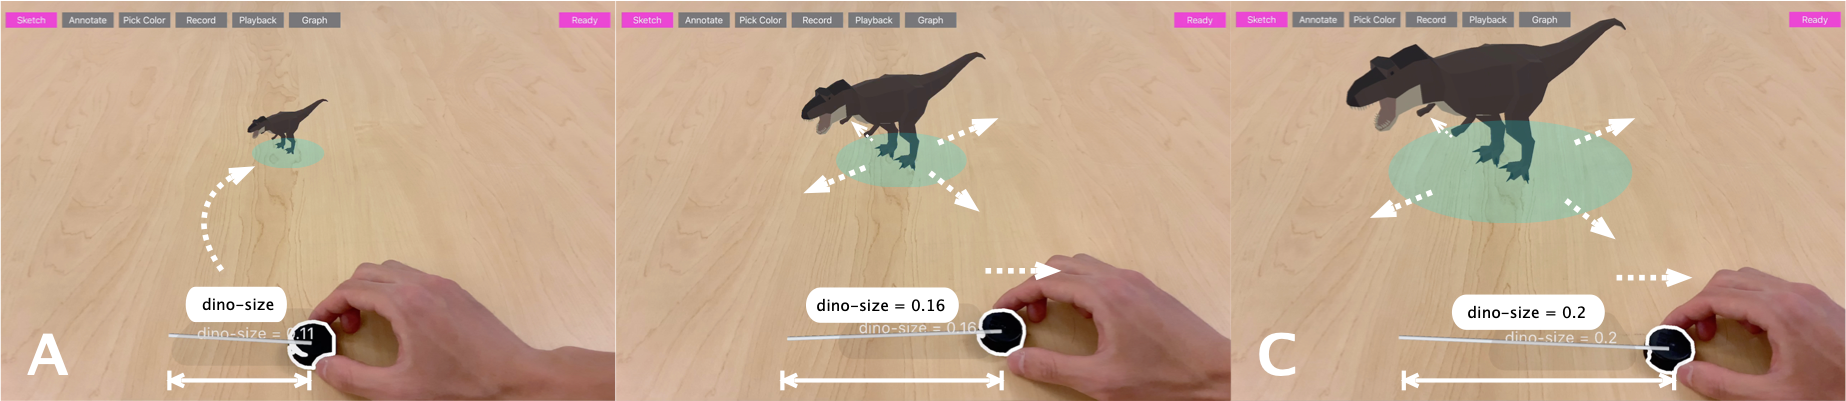 Sketch Annotate Pick Color Record Playback Graph Ready
dino-size
dino-size = 0.11
A
Sketch Annotate Pick Color Record Playback Graph Ready
dino-size = 0.16
dino-size = 0.16
Sketch Annotate Pick Color Record Playback Graph Ready
dino-size = 0.2
dino-size = 0.2
C